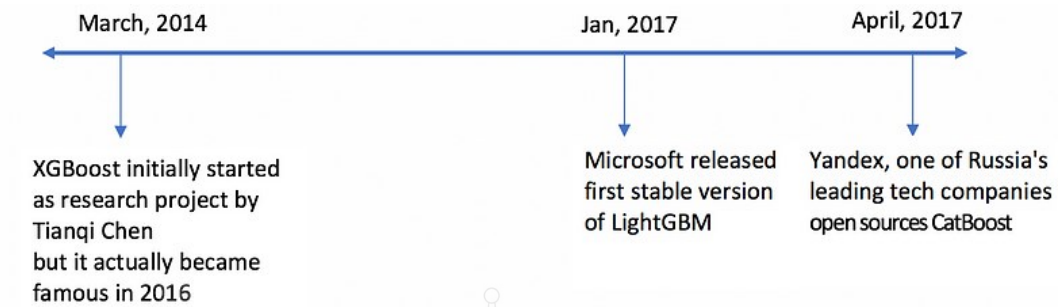 March, 2014
Jan, 2017
April, 2017
XGBoost initially started
as research project by
Tianqi Chen
but it actually became
famous in 2016
Microsoft released
first stable version
of LightGBM
Yandex, one of Russia's
leading tech companies
open sources CatBoost